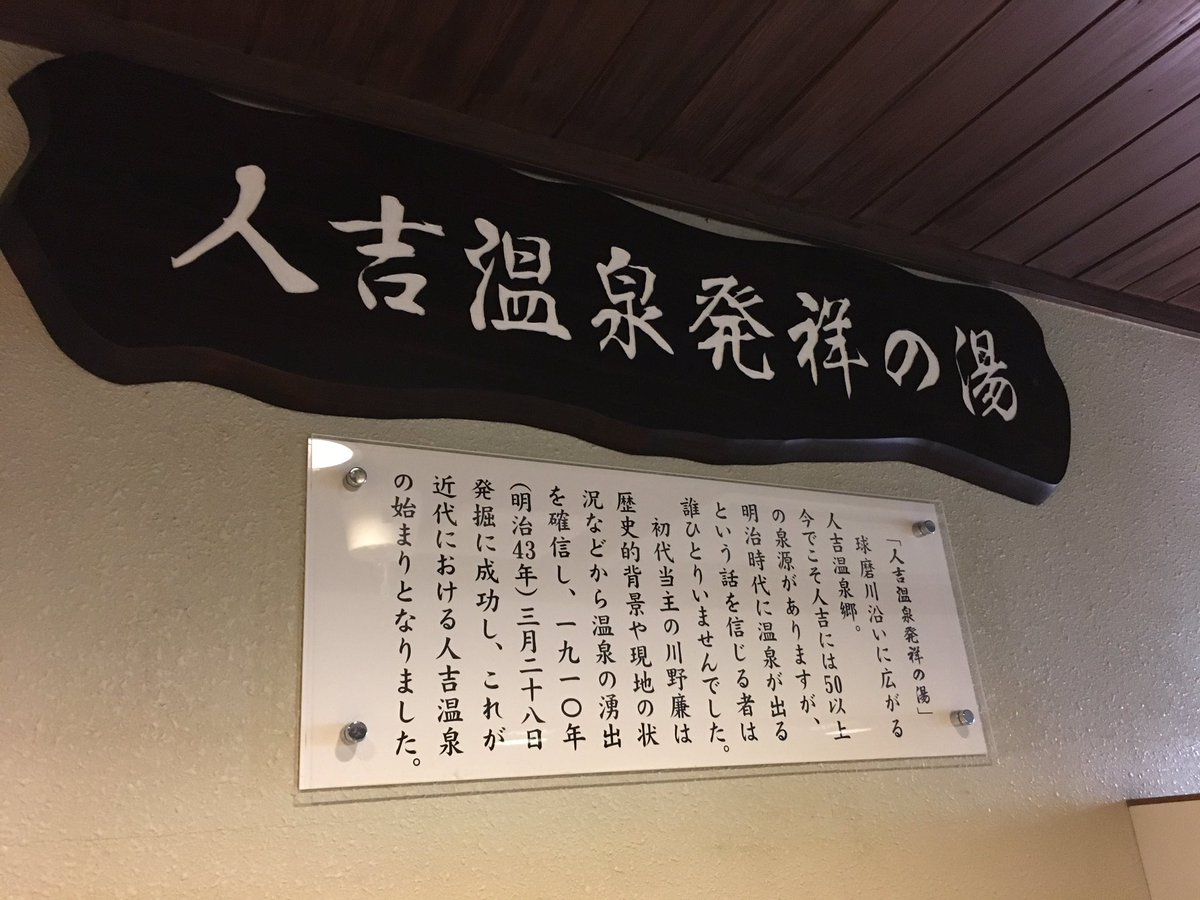 人吉温泉発祥の湯
「人吉温泉発祥の湯」
球磨川沿いに広がる
人吉温泉郷。
今でこそ人吉には50以上
の泉源がありますが、
明治時代に温泉が出る
という話を信じる者は
誰ひとりいませんでした。
初代当主の川野廉は
歴史的背景や現地の状
況などから温泉の湧出
を確信し、一九一〇年
(明治43年)三月二十八日
発掘に成功し、これが
近代における人吉温泉
の始まりとなりました。